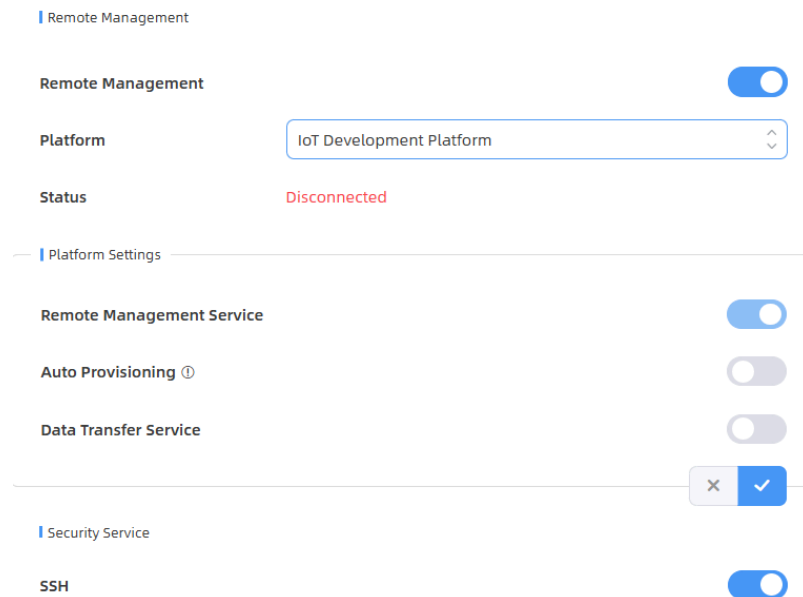 Remote Management
Remote Management
Platform
IoT Development Platform
Status
Disconnected
Platform Settings
Remote Management Service
Auto Provisioning
Data Transfer Service
Security Service
SSH